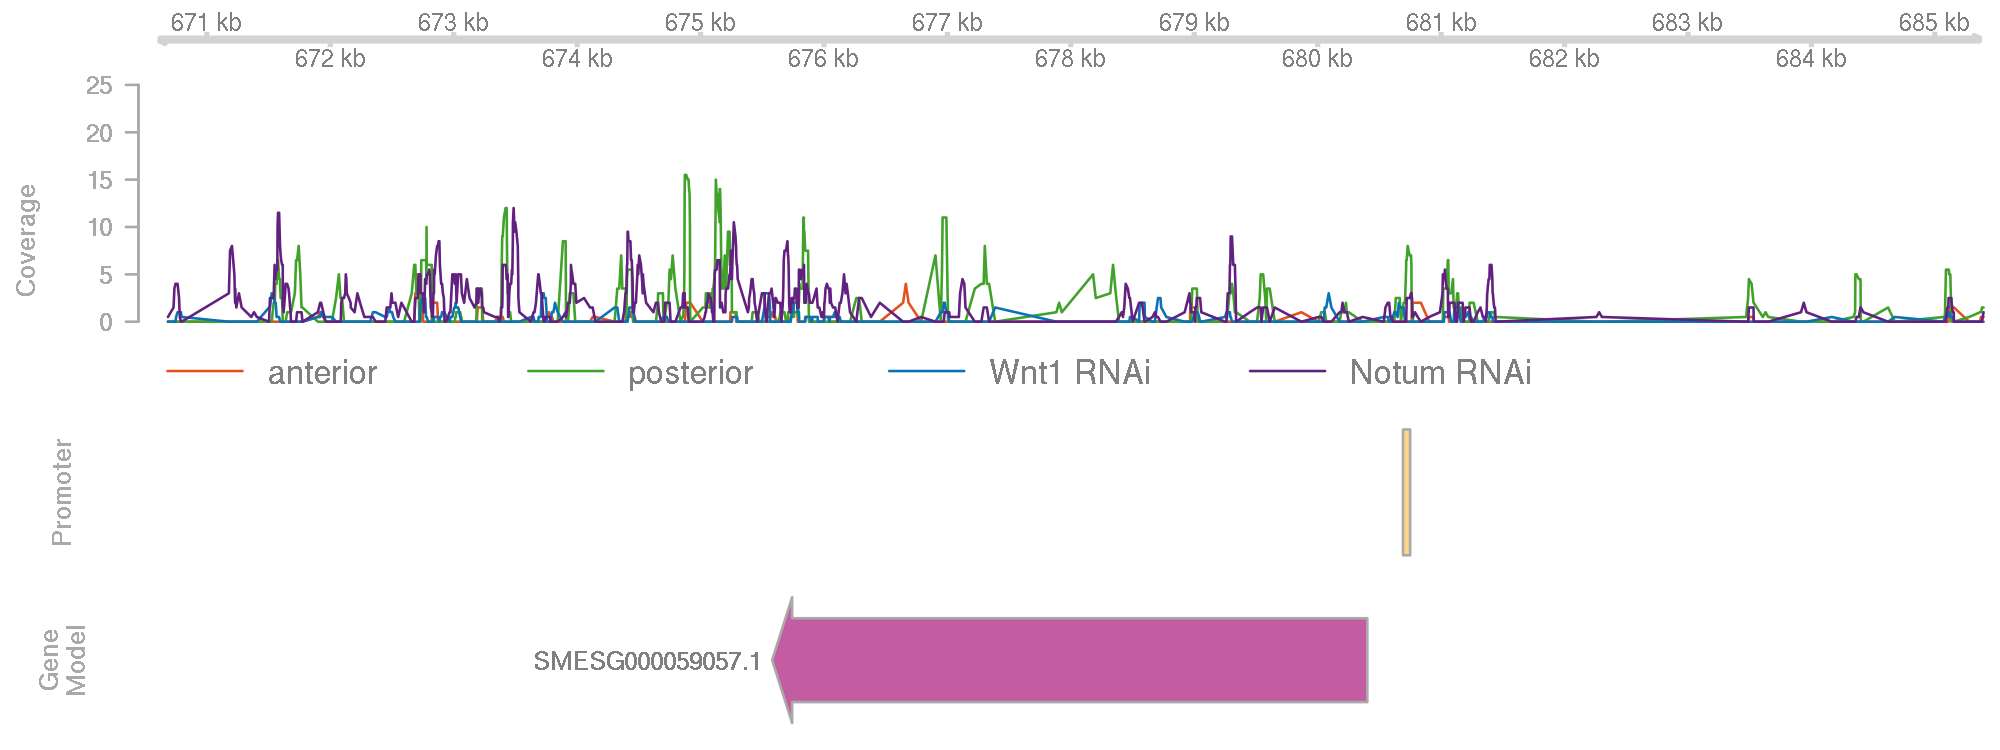 671 kb 673 kb 675 kb 677 kb 679 kb 681 kb 683 kb 685 kb
672 kb 674 kb 676 kb 678 kb 680 kb 682 kb 684 kb
Coverage
25
20
15
10
5
0
anterior posterior Wnt1 RNAi Notum RNAi
Promoter
Gene
Model
SMESG000059057.1